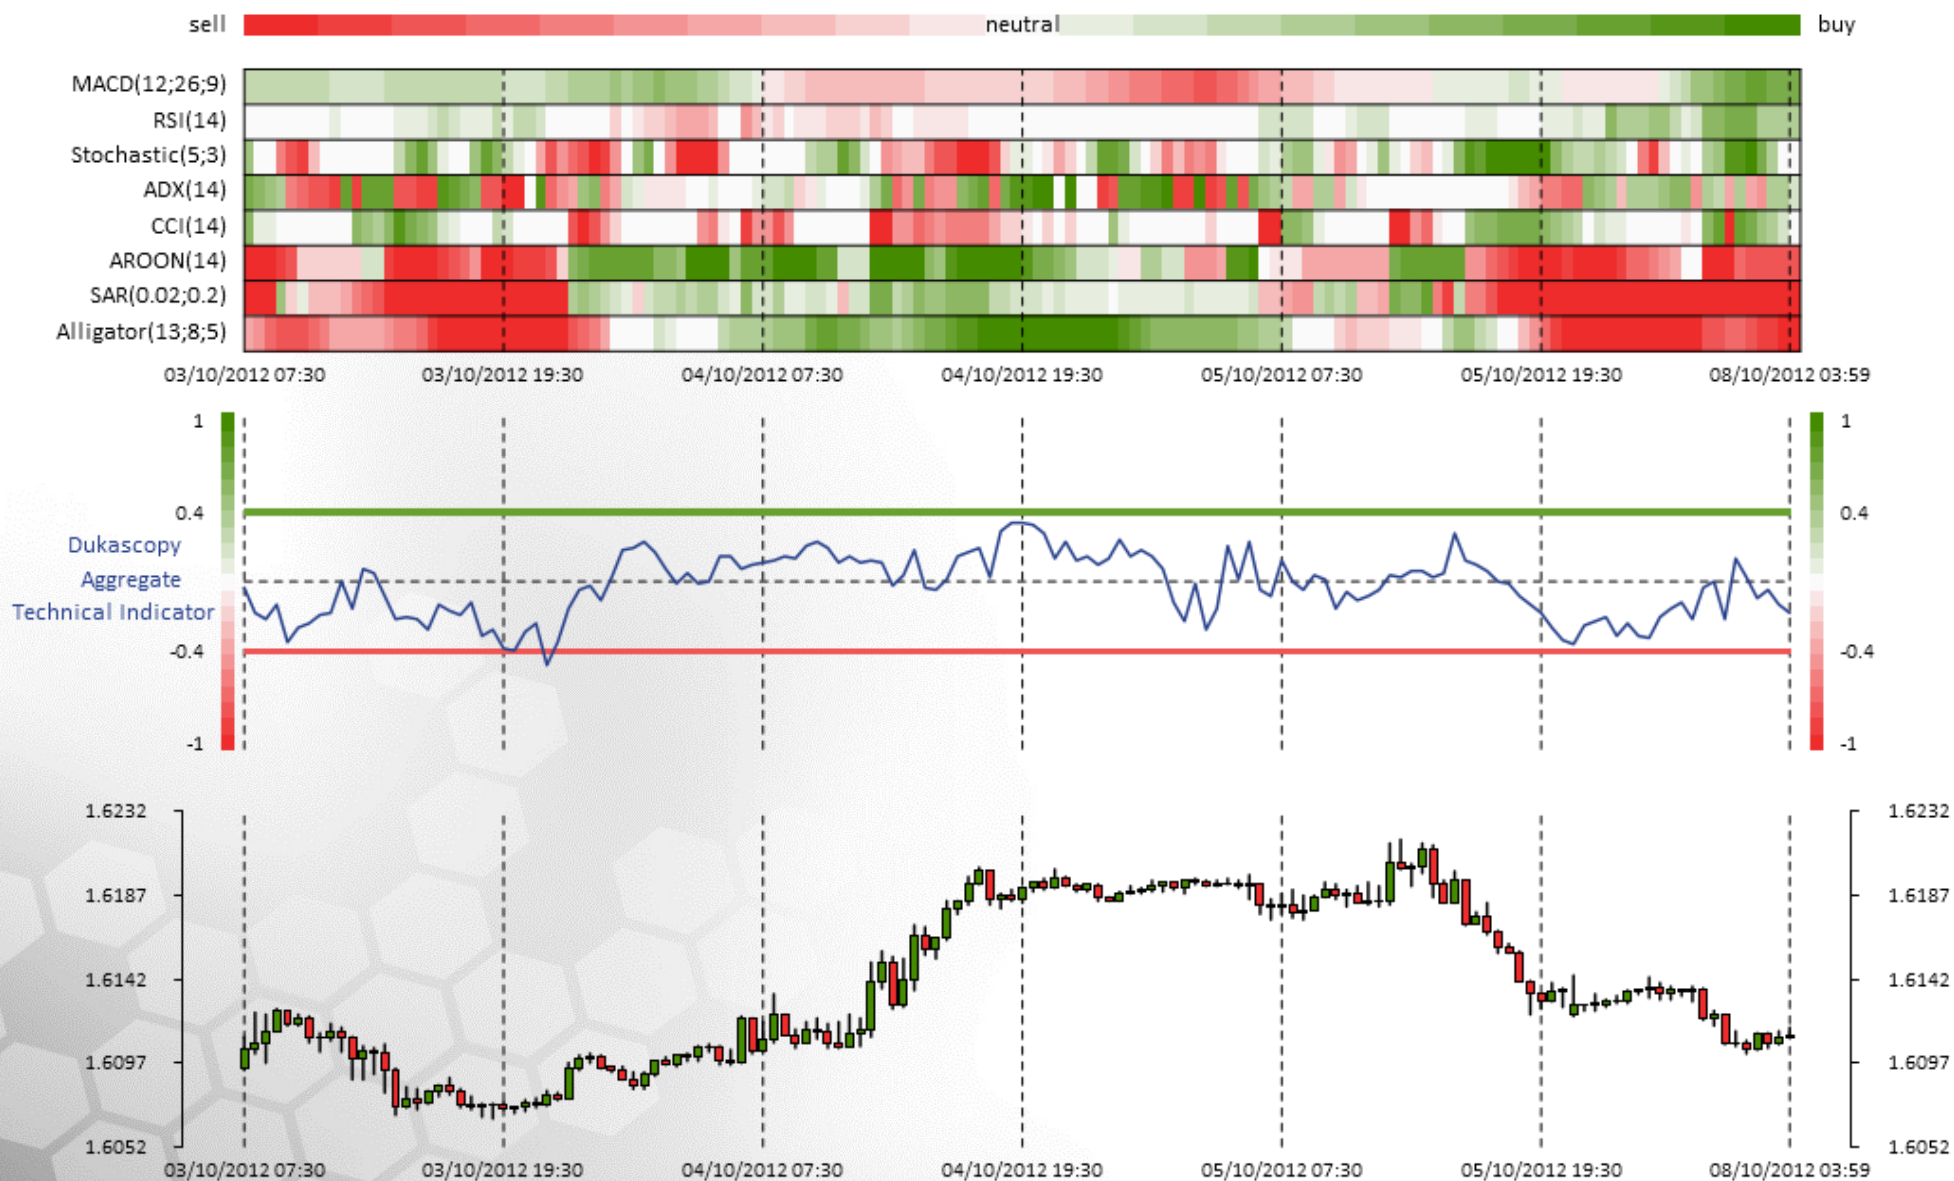 sell neutral buy
MACD(12;26;9)
RSI(14)
Stochastic(5;3)
ADX(14)
CCI(14)
AROON(14)
SAR(0.02;0.2)
Alligator(13;8;5)
03/10/2012 07:30 03/10/2012 19:30 04/10/2012 07:30 04/10/2012 19:30 05/10/2012 07:30 05/10/2012 19:30 08/10/2012 03:59
1 1
0.4 0.4
Dukascopy
Aggregate
Technical Indicator
-0.4 -0.4
-1 -1
1.6232 1.6232
1.6187 1.6187
1.6142 1.6142
1.6097 1.6097
1.6052 1.6052
03/10/2012 07:30 03/10/2012 19:30 04/10/2012 07:30 04/10/2012 19:30 05/10/2012 07:30 05/10/2012 19:30 08/10/2012 03:59